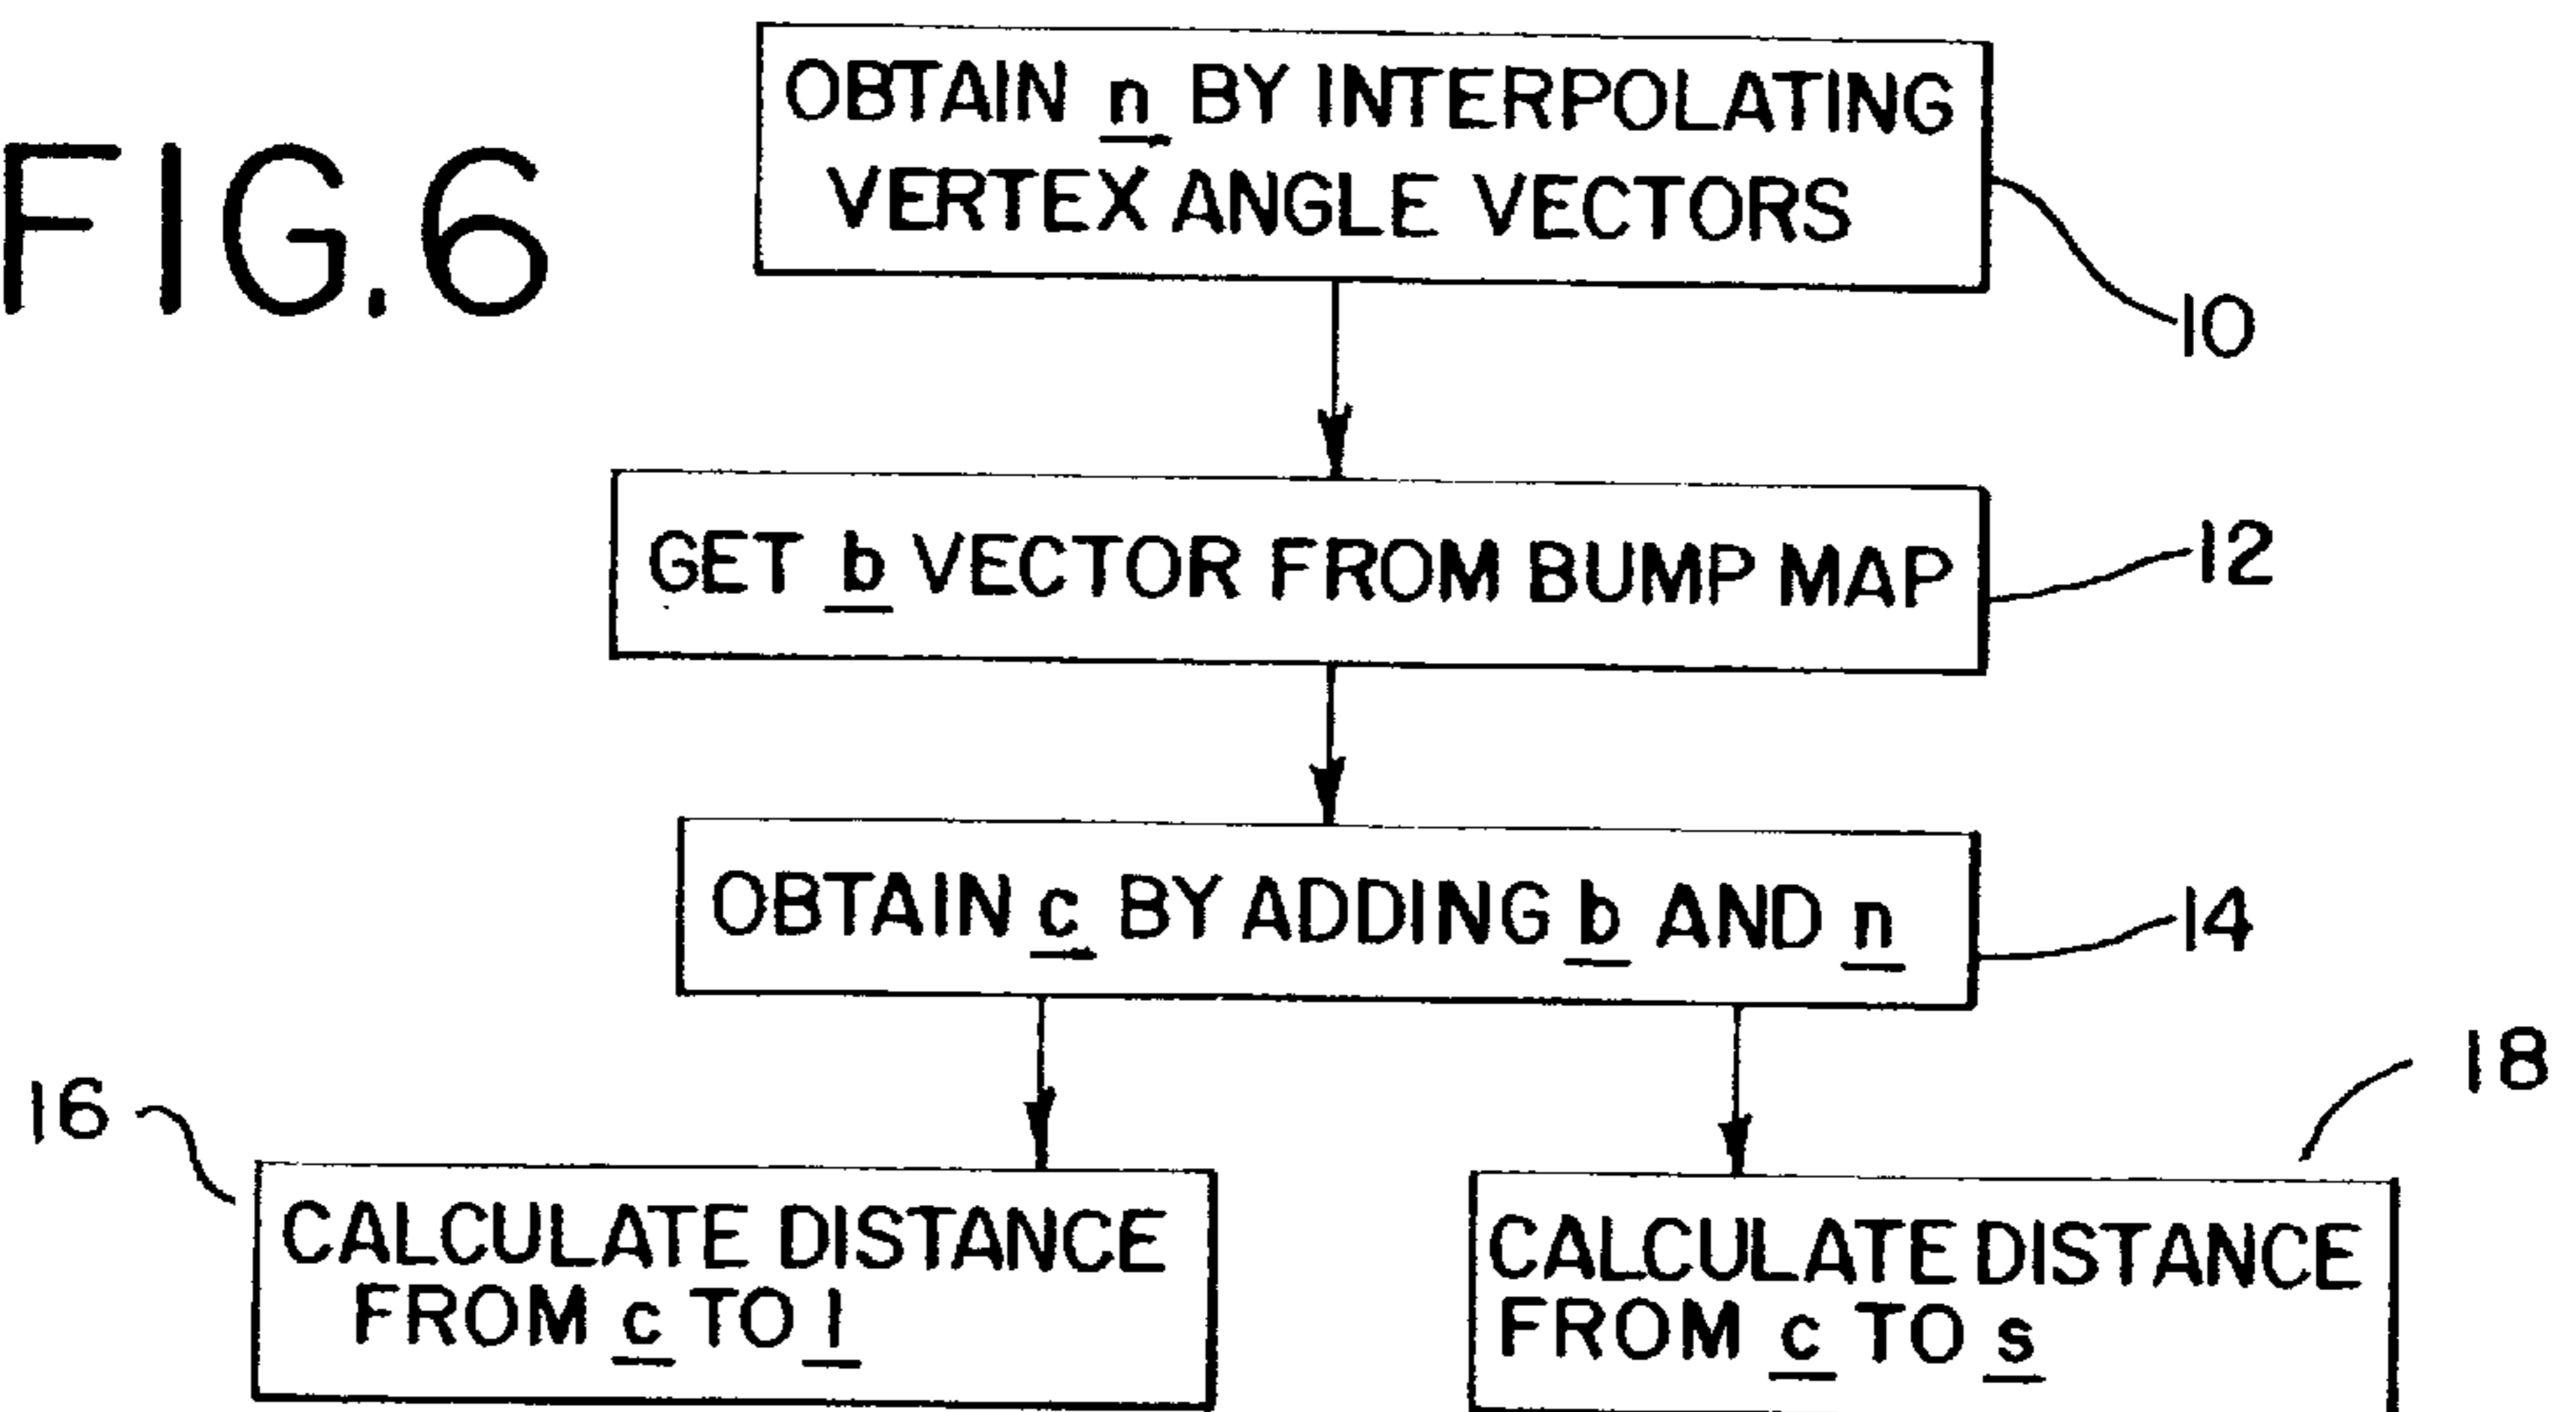 FIG. 6
OBTAIN n BY INTERPOLATING
VERTEX ANGLE VECTORS
10
GET b VECTOR FROM BUMP MAP
12
OBTAIN c BY ADDING b AND n
14
16
CALCULATE DISTANCE
FROM c TO l
18
CALCULATE DISTANCE
FROM c TO s